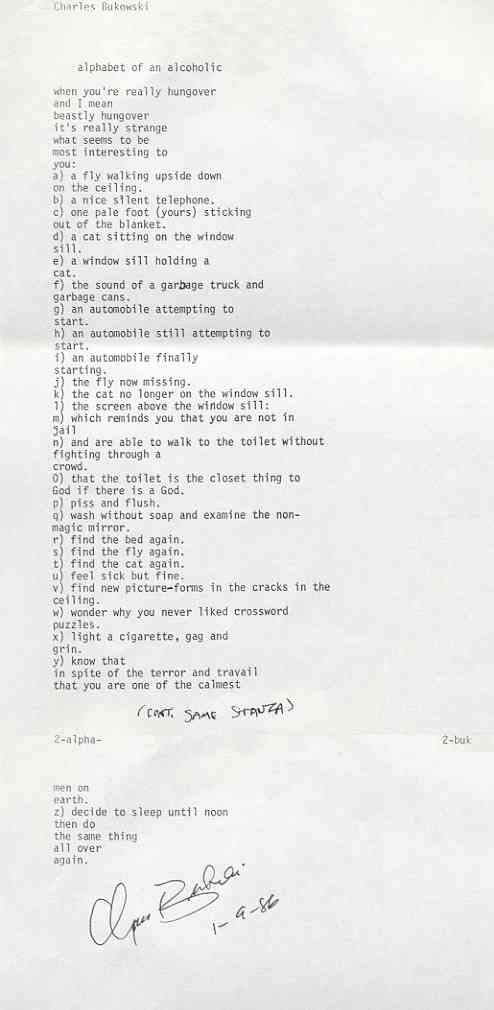 Charles Bukowski
alphabet of an alcoholic
when you're really hungover
and I mean
beastly hungover
it's really strange
what seems to be
most interesting to
you:
a) a fly walking upside down
on the ceiling.
b) a nice silent telephone.
c) one pale foot (yours) sticking
out of the blanket.
d) a cat sitting on the window
sill.
e) a window sill holding a
cat.
f) the sound of a garbage truck and
garbage cans.
g) an automobile attempting to
start.
h) an automobile still attempting to
start.
i) an automobile finally
starting.
j) the fly now missing.
k) the cat no longer on the window sill.
l) the screen above the window sill:
m) which reminds you that you are not in
jail
n) and are able to walk to the toilet without
fighting through a
crowd.
O) that the toilet is the closet thing to
God if there is a God.
p) piss and flush.
q) wash without soap and examine the non-
magic mirror.
r) find the bed again.
s) find the fly again.
t) find the cat again.
u) feel sick but fine.
v) find new picture-forms in the cracks in the
ceiling.
w) wonder why you never liked crossword
puzzles.
x) light a cigarette, gag and
grin.
y) know that
in spite of the terror and travail
that you are one of the calmest
(CONT. SAME STANZA)
2-alpha- 2-buk
men on
earth.
z) decide to sleep until noon
then do
the same thing
all over
again.
1-9-86